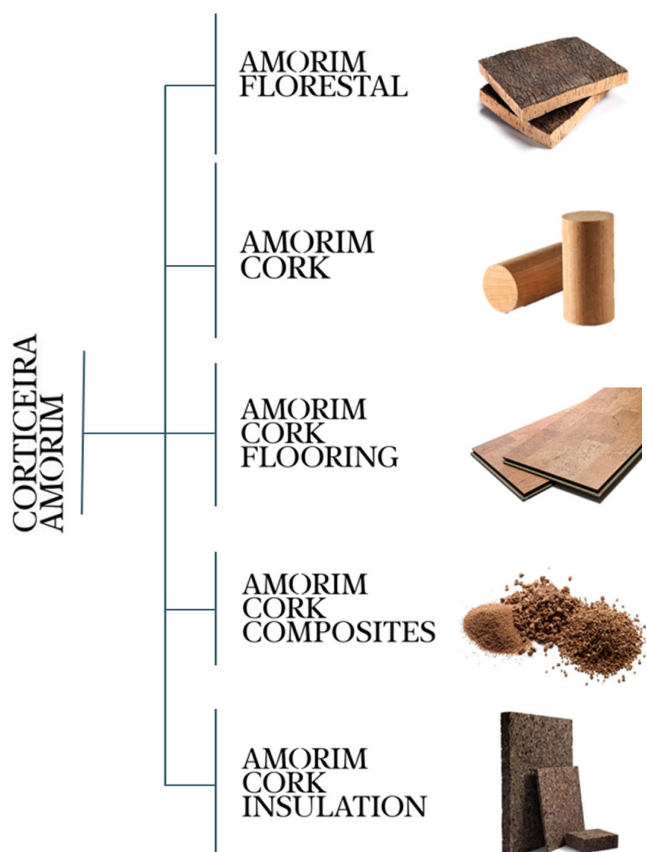 CORTICEIRA
AMORIM
AMORIM
FLORESTAL
AMORIM
CORK
AMORIM
CORK
FLOORING
AMORIM
CORK
COMPOSITES
AMORIM
CORK
INSULATION